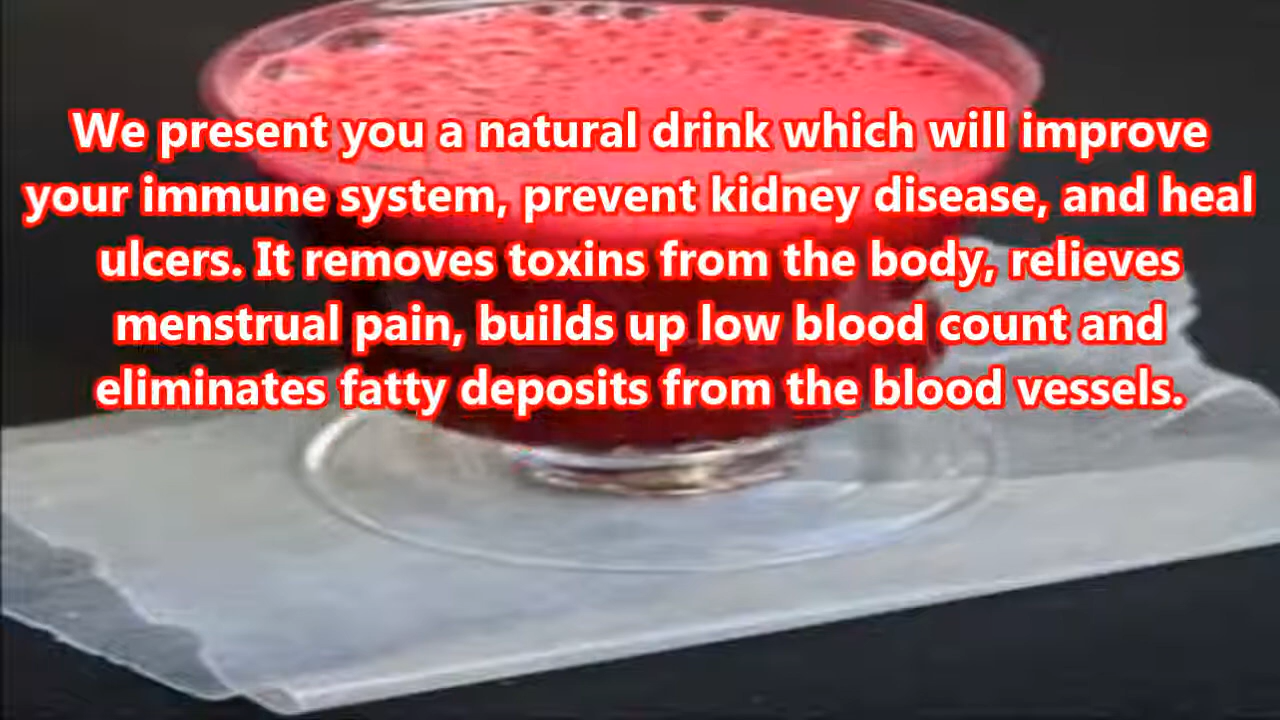 We present you a natural drink which will improve
your immune system, prevent kidney disease, and heal
ulcers. It removes toxins from the body, relieves
menstrual pain, builds up low blood count and
eliminates fatty deposits from the blood vessels.